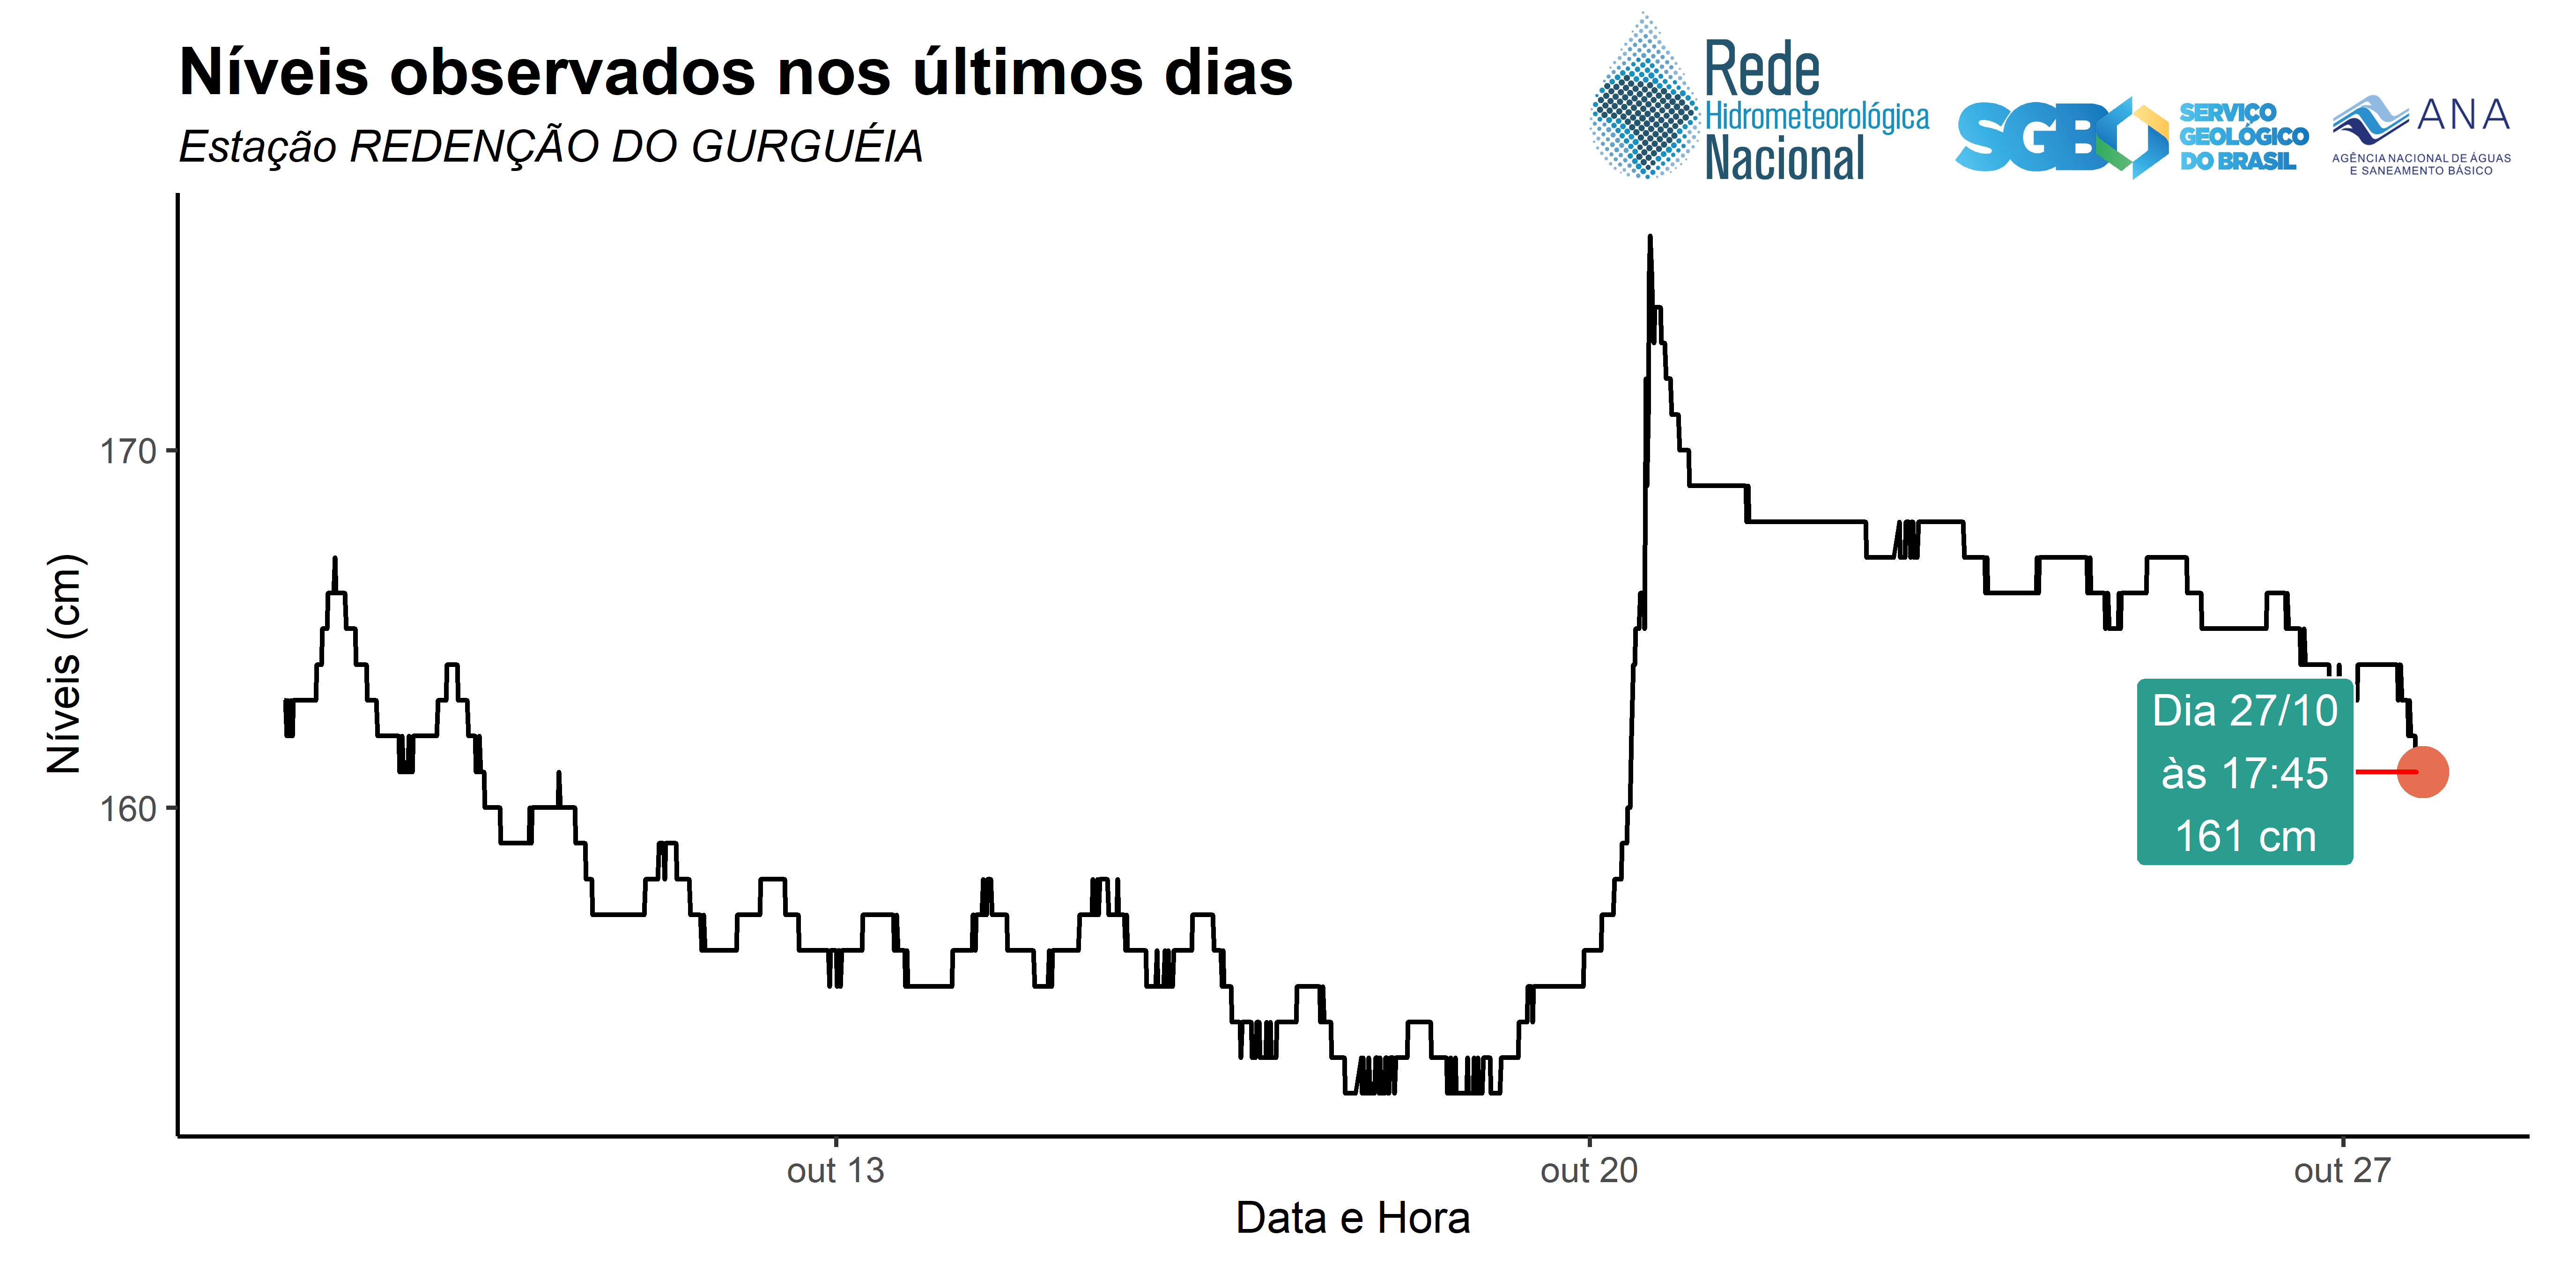 Níveis observados nos últimos dias
Estação REDENÇÃO DO GURGUÉIA
Rede
Hidrometeorológica
Nacional
SGB
SERVIÇO
GEOLÓGICO
DO BRASIL
ANA
AGÊNCIA NACIONAL DE ÁGUAS
E SANEAMENTO BÁSICO
Níveis (cm)
170
160
Dia 27/10
às 17:45
161 cm
out 13
out 20
out 27
Data e Hora